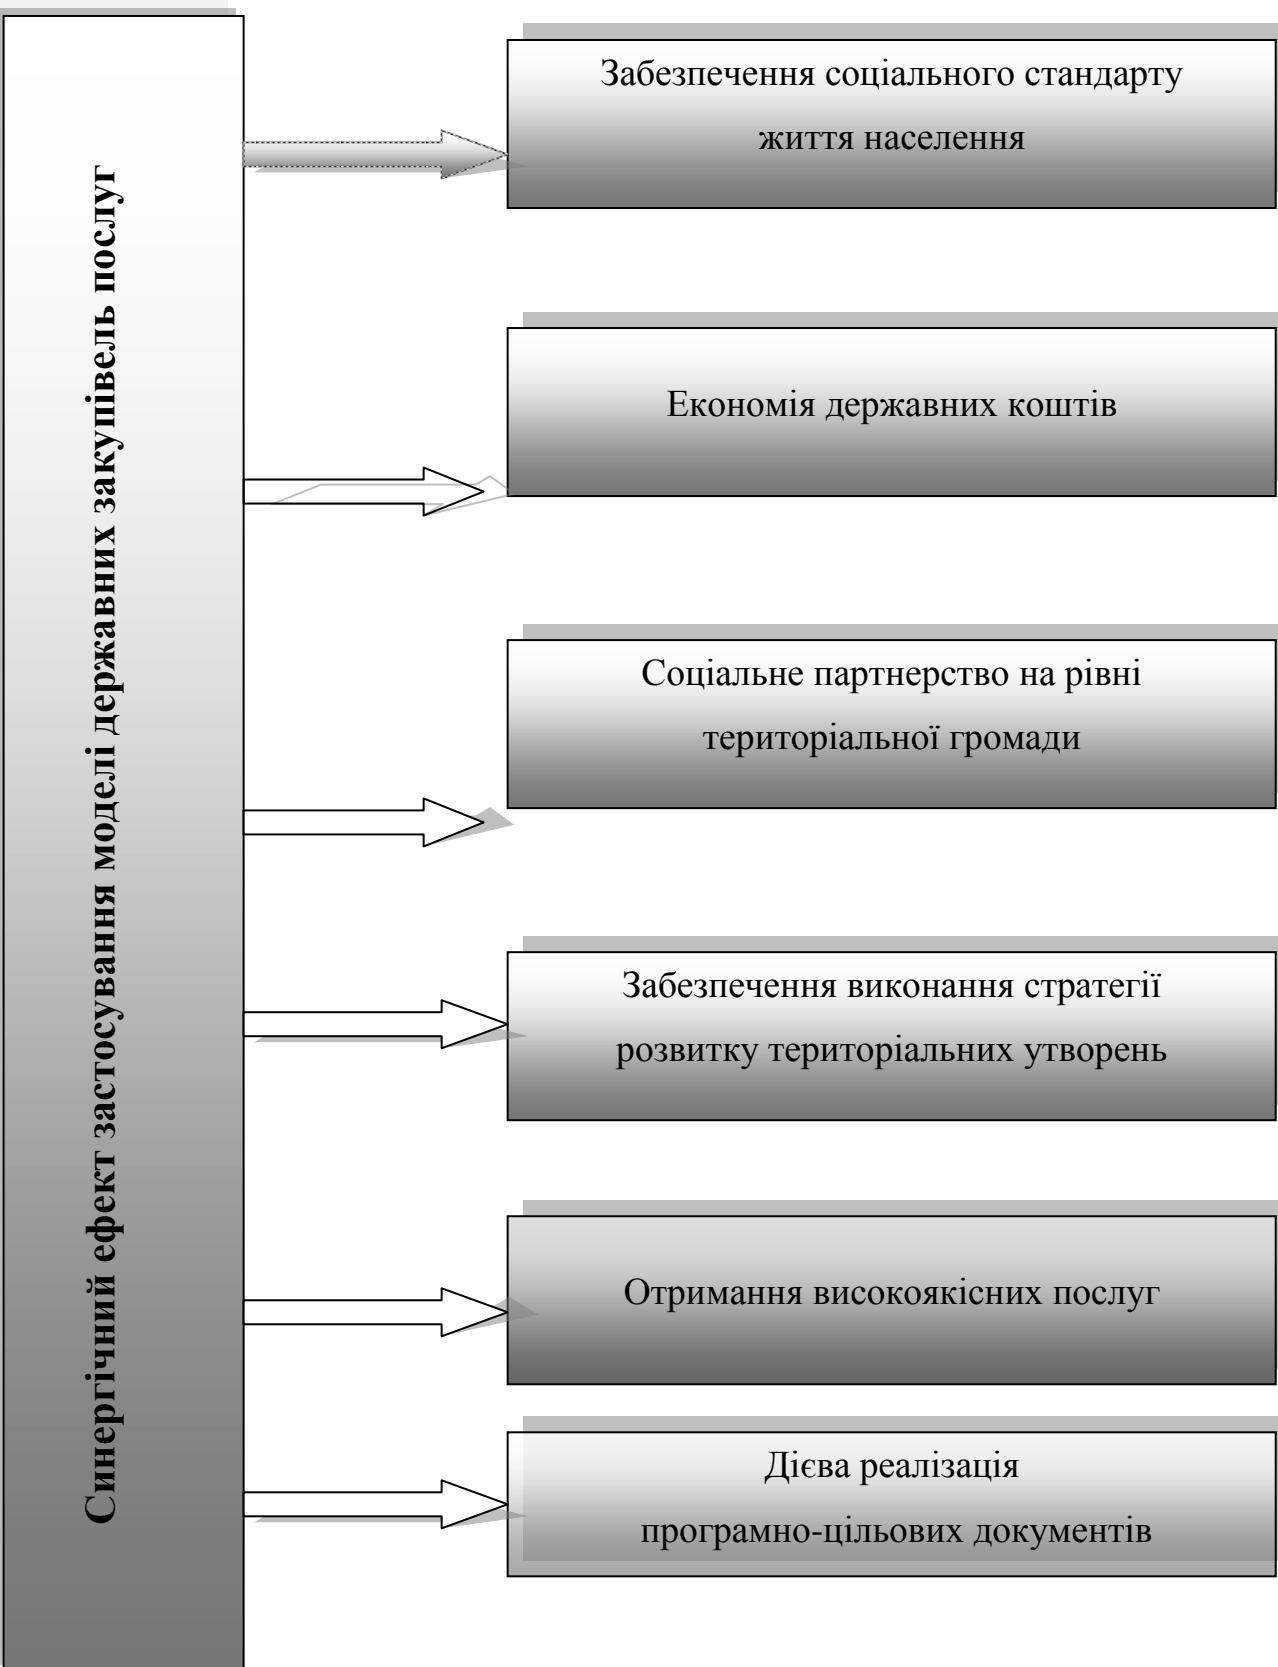 Синергічний ефект застосування моделі державних закупівель послуг
Забезпечення соціального стандарту
життя населення
Економія державних коштів
Соціальне партнерство на рівні
територіальної громади
Забезпечення виконання стратегії
розвитку територіальних утворень
Отримання високоякісних послуг
Дієва реалізація
програмно-цільових документів